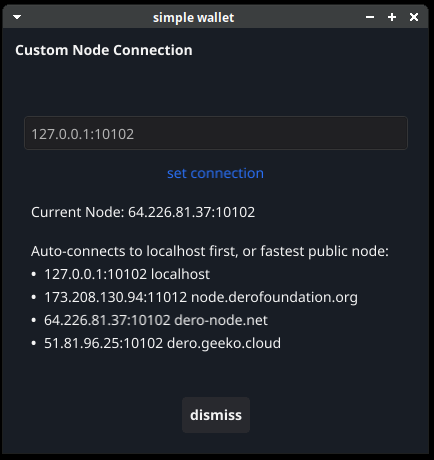 simple wallet
Custom Node Connection
127.0.0.1:10102
set connection
Current Node: 64.226.81.37:10102
Auto-connects to localhost first, or fastest public node:
• 127.0.0.1:10102 localhost
• 173.208.130.94:11012 node.derofoundation.org
• 64.226.81.37:10102 dero-node.net
• 51.81.96.25:10102 dero.geeko.cloud
dismiss